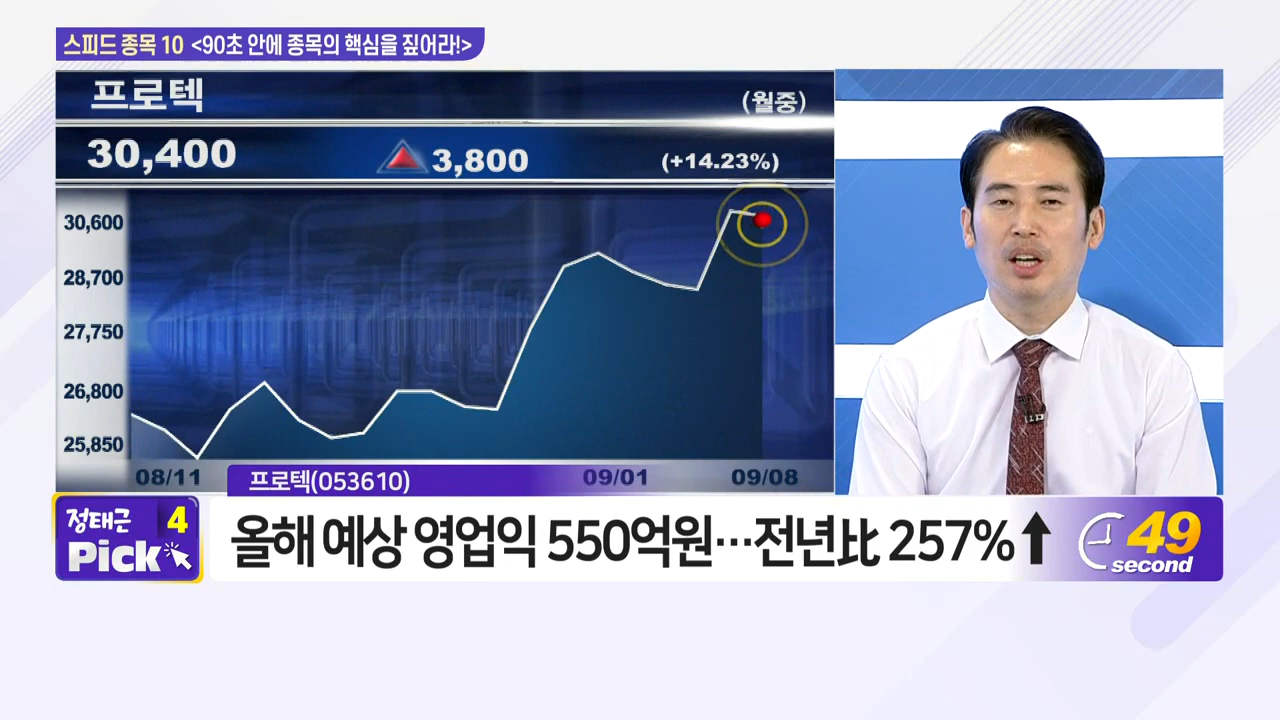 스피드 종목 10 <90초 안에 종목의 핵심을 짚어라!>
프로텍
(월중)
30,400
3,800
(+14.23%)
30,600
28,700
27,750
26,800
25,850
08/11
09/01
09/08
프로텍(053610)
정태근 4
Pick
올해 예상 영업익 550억원…전년比 257%↑
49
second